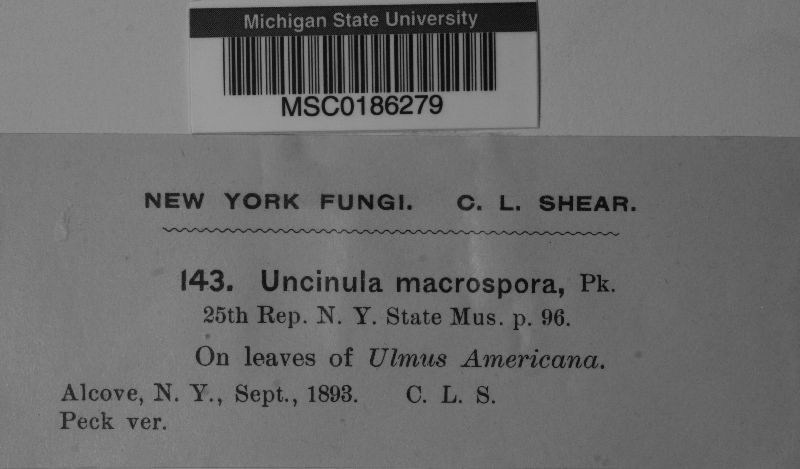 Michigan State University
MSC0186279
NEW YORK FUNGI. C. L. SHEAR.
143. Uncinula macrospora, Pk.
25th Rep. N. Y. State Mus. p. 96.
On leaves of Ulmus Americana.
Alcove, N. Y., Sept., 1893. C. L. S.
Peck ver.